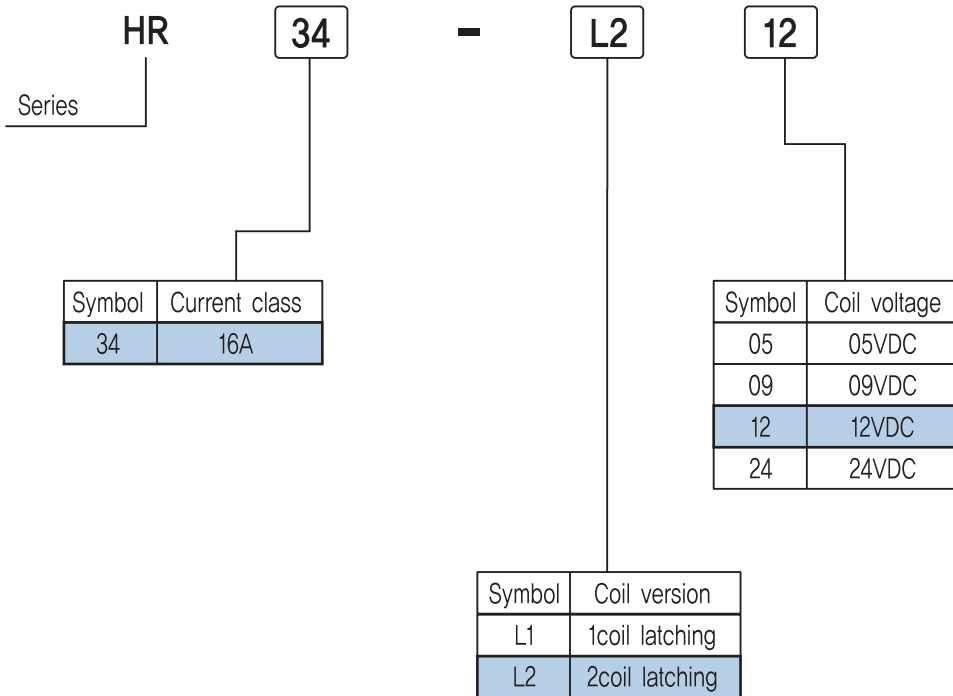 HR 34 - L2 12
Series
Symbol Current class
34 16A
Symbol Coil voltage
05 05VDC
09 09VDC
12 12VDC
24 24VDC
Symbol Coil version
L1 1coil latching
L2 2coil latching